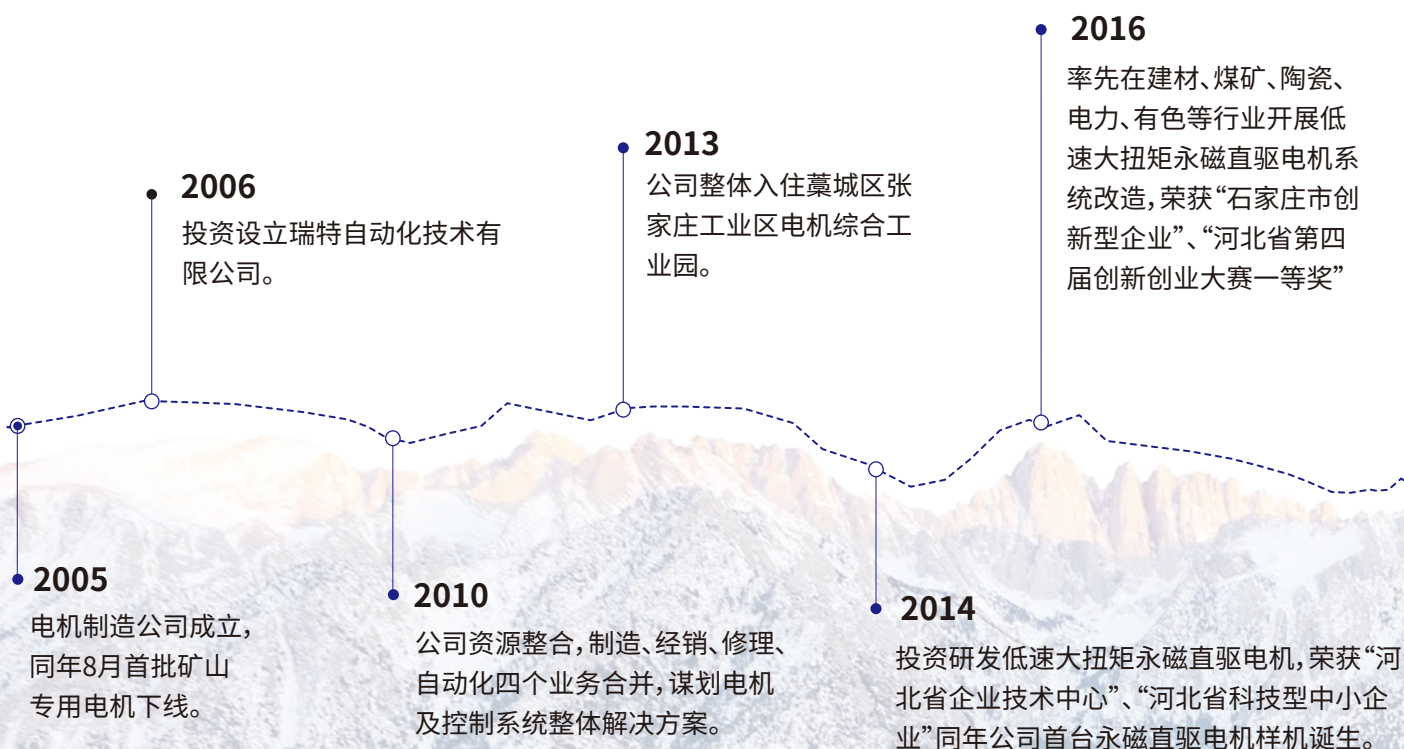 2016
率先在建材、煤矿、陶瓷、
电力、有色等行业开展低
速大扭矩永磁直驱电机系
统改造，荣获“石家庄市创
新型企业”、“河北省第四
届创新创业大赛一等奖”
2013
公司整体入住藁城区张
家庄工业区电机综合工
业园。
2006
投资设立瑞特自动化技术有
限公司。
2005
电机制造公司成立，
同年8月首批矿山
专用电机下线。
2010
公司资源整合，制造、经销、修理、
自动化四个业务合并，谋划电机
及控制系统整体解决方案。
2014
投资研发低速大扭矩永磁直驱电机，荣获“河
北省企业技术中心”、“河北省科技型中小企
业”同年公司首台永磁直驱电机样机诞生。